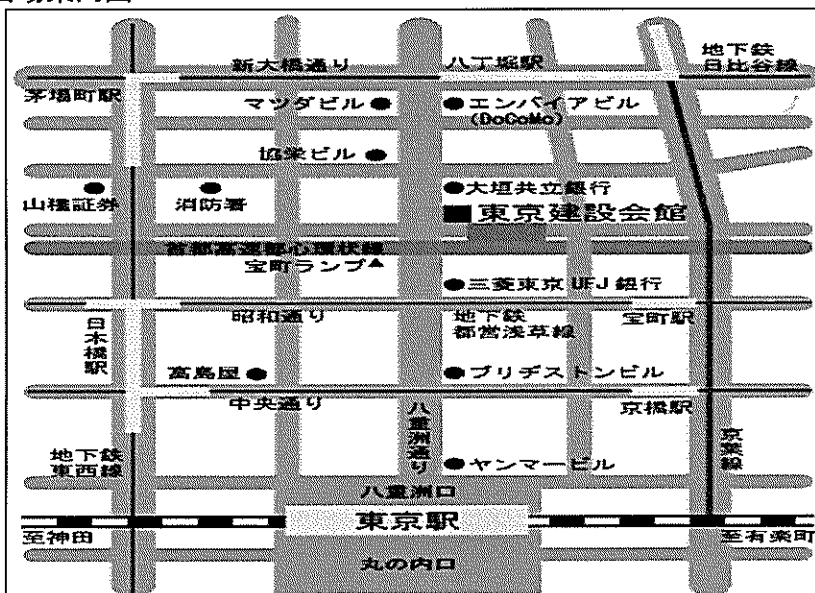 新大橋通り
八丁堀駅
地下鉄
日比谷線
茅場町駅
マツダビル
エンパイアビル
(DoCoMo)
協栄ビル
山種証券
消防署
大垣共立銀行
東京建設会館
首都高速都心環状線
宝町ランプ
三菱東京UFJ銀行
日本橋駅
昭和通り
地下鉄
都営浅草線
宝町駅
高島屋
ブリヂストンビル
中央通り
八重洲通り
京橋駅
地下鉄
東西線
ヤンマービル
京葉線
八重洲口
東京駅
至神田
至有楽町
丸の内口